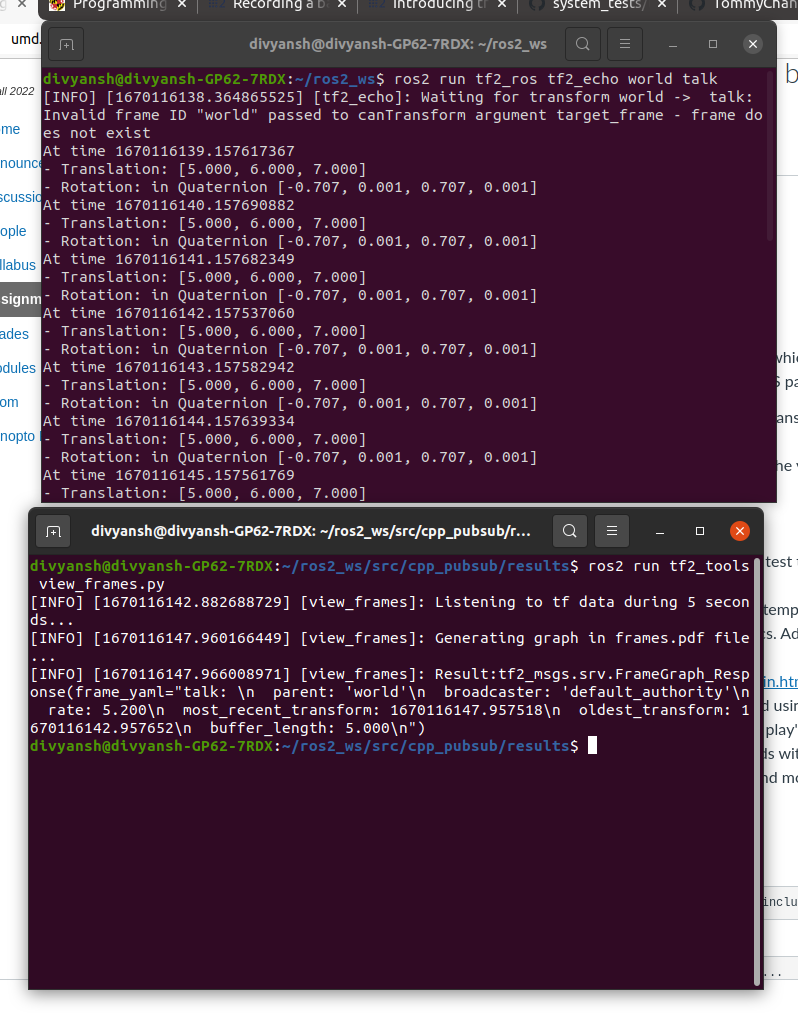 Programming
Recording a b
Introducing tf
system_tests/
TommyChan
umd.
divyansh@divyansh-GP62-7RDX: ~/ros2_ws
b
all 2022
divyansh@divyansh-GP62-7RDX:~/ros2_ws$ ros2 run tf2_ros tf2_echo world talk
[INFO] [1670116138.364865525] [tf2_echo]: Waiting for transform world ->  talk:
Invalid frame ID "world" passed to canTransform argument target_frame - frame do
es not exist
At time 1670116139.157617367
- Translation: [5.000, 6.000, 7.000]
- Rotation: in Quaternion [-0.707, 0.001, 0.707, 0.001]
At time 1670116140.157690882
- Translation: [5.000, 6.000, 7.000]
- Rotation: in Quaternion [-0.707, 0.001, 0.707, 0.001]
At time 1670116141.157682349
- Translation: [5.000, 6.000, 7.000]
- Rotation: in Quaternion [-0.707, 0.001, 0.707, 0.001]
At time 1670116142.157537060
- Translation: [5.000, 6.000, 7.000]
- Rotation: in Quaternion [-0.707, 0.001, 0.707, 0.001]
At time 1670116143.157582942
- Translation: [5.000, 6.000, 7.000]
- Rotation: in Quaternion [-0.707, 0.001, 0.707, 0.001]
At time 1670116144.157639334
- Translation: [5.000, 6.000, 7.000]
- Rotation: in Quaternion [-0.707, 0.001, 0.707, 0.001]
At time 1670116145.157561769
- Translation: [5.000, 6.000, 7.000]
ome
nounce
scussio
ople
llabus
signm
ades
odules
om
nopto
whic
S pa
ans
he
divyansh@divyansh-GP62-7RDX: ~/ros2_ws/src/cpp_pubsub/r...
divyansh@divyansh-GP62-7RDX:~/ros2_ws/src/cpp_pubsub/results$ ros2 run tf2_tools
 view_frames.py
[INFO] [1670116142.882688729] [view_frames]: Listening to tf data during 5 secon
ds...
[INFO] [1670116147.960166449] [view_frames]: Generating graph in frames.pdf file
...
[INFO] [1670116147.966008971] [view_frames]: Result:tf2_msgs.srv.FrameGraph_Resp
onse(frame_yaml="talk: \n  parent: 'world'\n  broadcaster: 'default_authority'\n
  rate: 5.200\n  most_recent_transform: 1670116147.957518\n  oldest_transform: 1
670116142.957652\n  buffer_length: 5.000\n")
divyansh@divyansh-GP62-7RDX:~/ros2_ws/src/cpp_pubsub/results$
test
temp
s. Ad
in.htm
d usin
play"
ds wit
nd mo
inclu
...